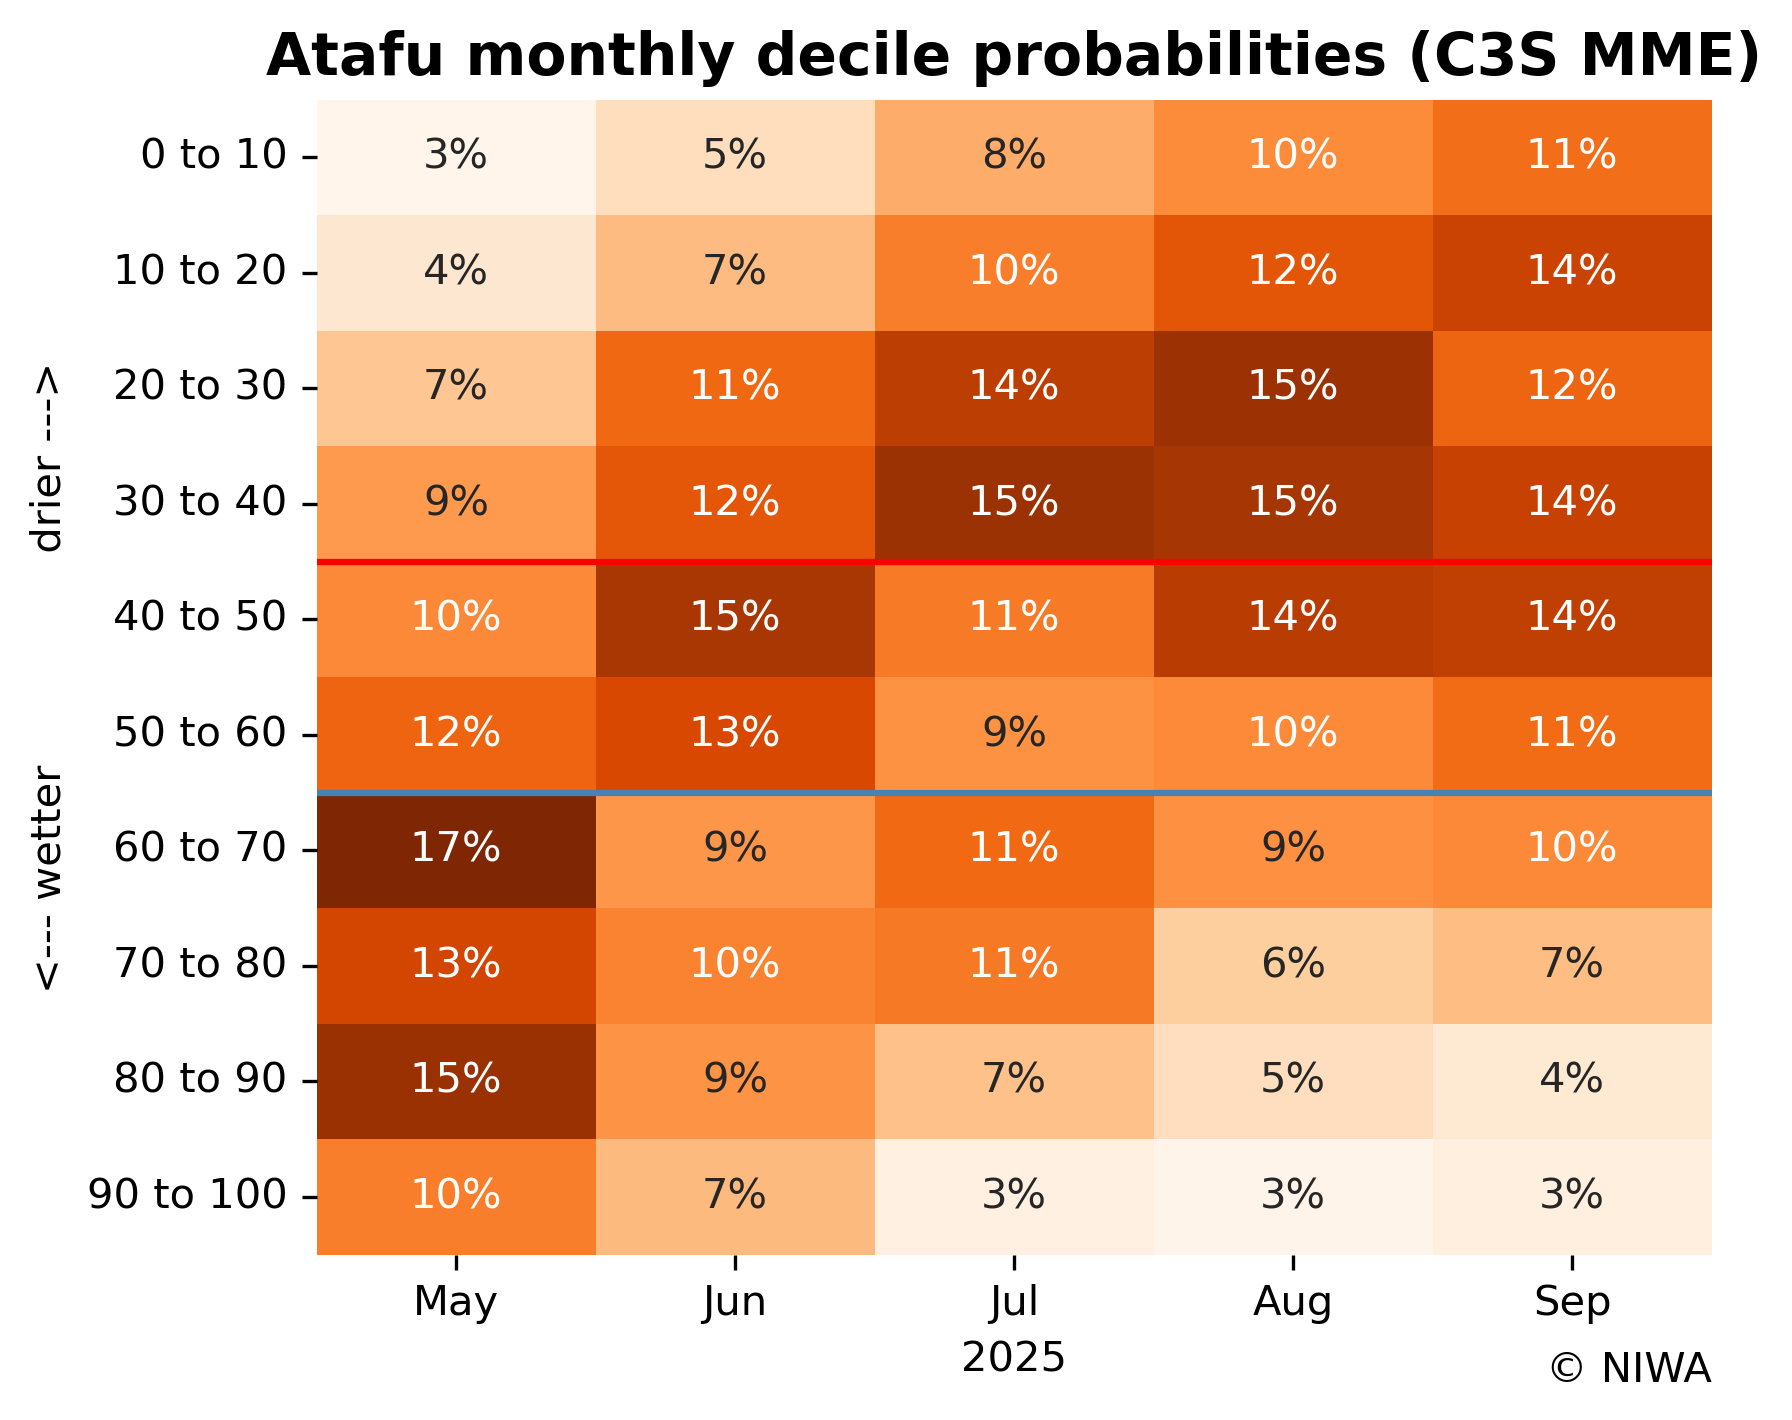 Atafu monthly decile probabilities (C3S MME)
drier --->
<--- wetter
0 to 10 3% 5% 8% 10% 11%
10 to 20 4% 7% 10% 12% 14%
20 to 30 7% 11% 14% 15% 12%
30 to 40 9% 12% 15% 15% 14%
40 to 50 10% 15% 11% 14% 14%
50 to 60 12% 13% 9% 10% 11%
60 to 70 17% 9% 11% 9% 10%
70 to 80 13% 10% 11% 6% 7%
80 to 90 15% 9% 7% 5% 4%
90 to 100 10% 7% 3% 3% 3%
May Jun Jul Aug Sep
2025
© NIWA